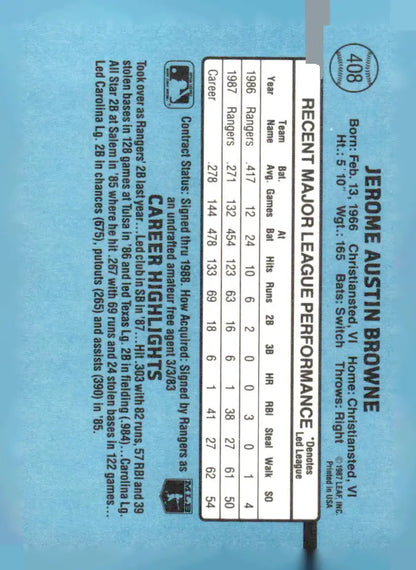 408
JEROME AUSTIN BROWNE
Born: Feb. 13, 1966 Christiansted, VI Home: Christiansted, VI
Ht.: 5'10" Wgt.: 165 Bats: Switch Throws: Right
©1987 LEAF, INC.
Printed in USA
RECENT MAJOR LEAGUE PERFORMANCE *Denotes Led League
Year Team Name Bat. Avg. Games At Bat Hits Runs 2B 3B HR RBI Steal Walk SO
1986 Rangers .417 12 24 10 6 2 0 0 3 0 1 4
1987 Rangers .271 132 454 123 63 16 6 1 38 27 61 50
Career .278 144 478 133 69 18 6 1 41 27 62 54
Contract Status: Signed thru 1988. How Acquired: Signed by Rangers as
an undrafted amateur free agent 3/3/83
MLB
CAREER HIGHLIGHTS
Took over as Rangers' 2B last year... Led club in SB in '87... Hit .303 with 82 runs, 57 RBI and 39
stolen bases in 128 games at Tulsa in '86 and led Texas Lg. 2B in fielding (.984)... Carolina Lg.
All Star 2B at Salem in '85 where he hit .267 with 69 runs and 24 stolen bases in 122 games...
Led Carolina Lg. 2B in chances (675), putouts (265) and assists (390) in '85.